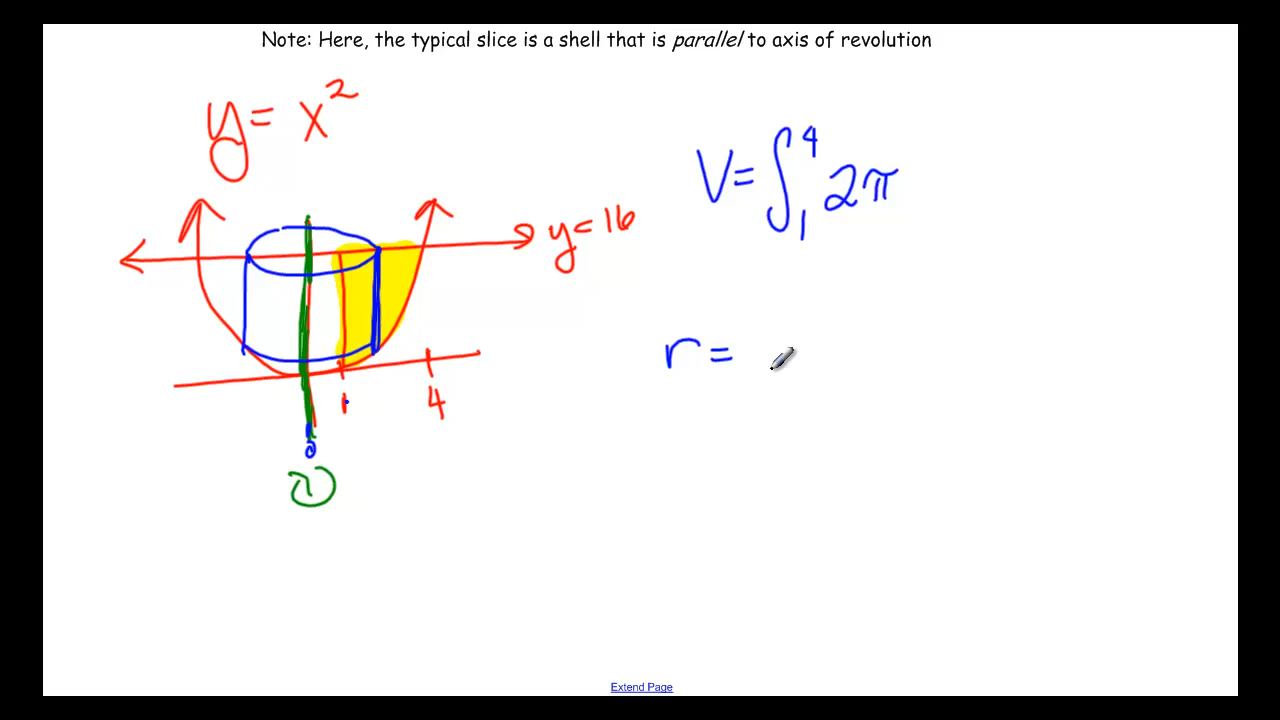 Note: Here, the typical slice is a shell that is parallel to axis of revolution
y = x²
V = ∫₁⁴ 2π
y = 16
r =
1 4
Extend Page